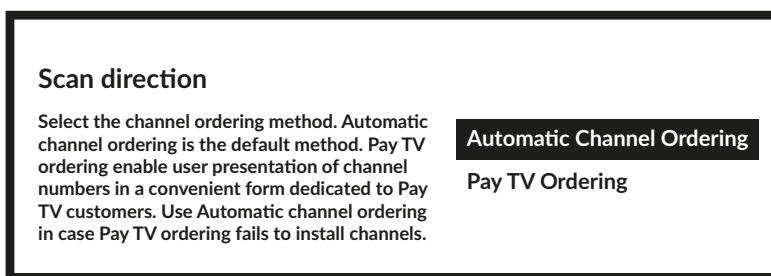 Scan direction
Select the channel ordering method. Automatic
channel ordering is the default method. Pay TV
ordering enable user presentation of channel
numbers in a convenient form dedicated to Pay
TV customers. Use Automatic channel ordering
in case Pay TV ordering fails to install channels.
Automatic Channel Ordering
Pay TV Ordering